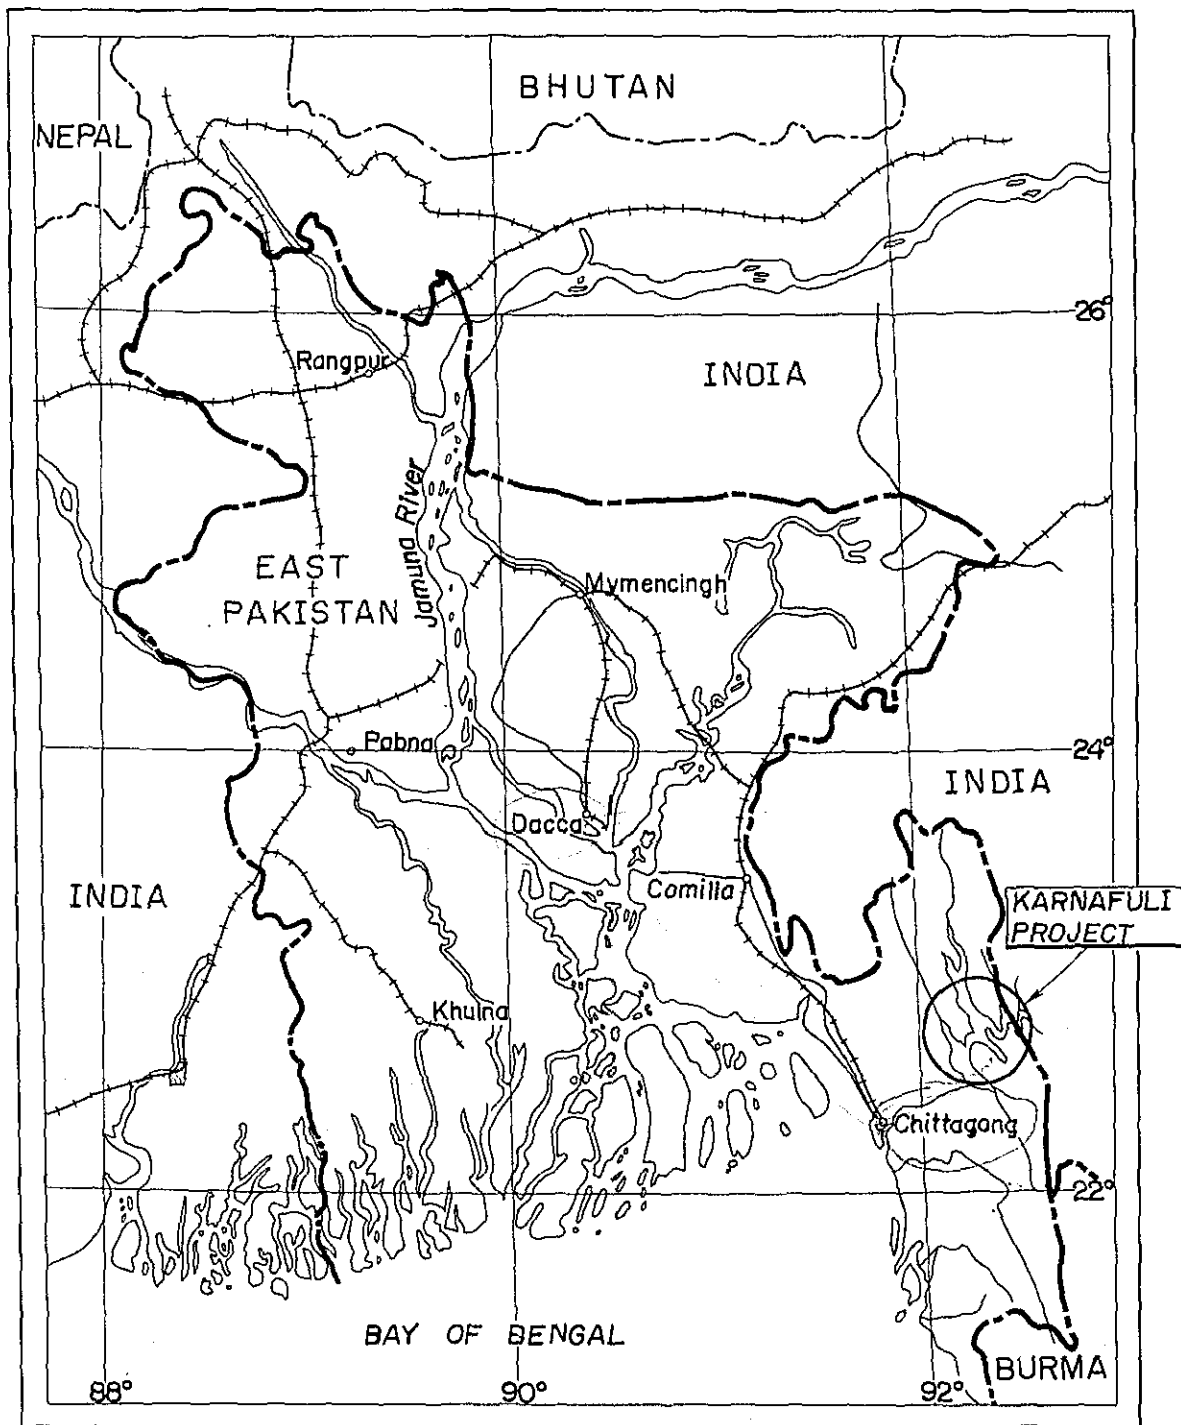 BHUTAN
NEPAL
26°
Rangpur
INDIA
Jamuna River
EAST
PAKISTAN
Mymencingh
Pabna
24°
INDIA
Dacca
Comilla
INDIA
KARNAFULI
PROJECT
Khulna
Chittagong
22°
BAY OF BENGAL
BURMA
88°
90°
92°